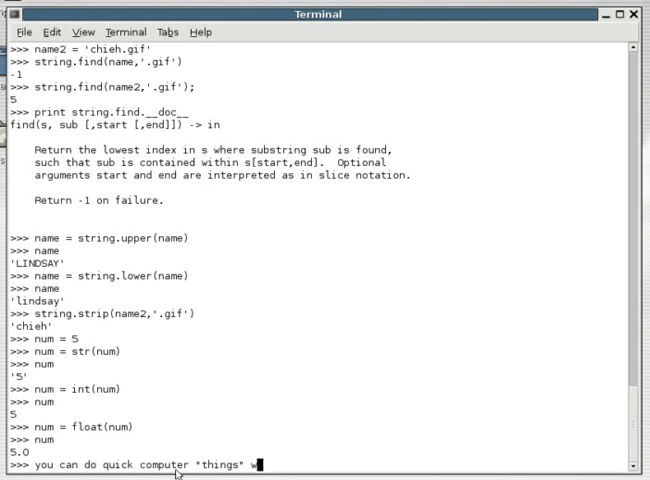 Terminal
File Edit View Terminal Tabs Help
>>> name2 = 'chieh.gif'
>>> string.find(name,'.gif')
-1
>>> string.find(name2,'.gif');
5
>>> print string.find.__doc__
find(s, sub [,start [,end]]) -> in
Return the lowest index in s where substring sub is found,
such that sub is contained within s[start,end].  Optional
arguments start and end are interpreted as in slice notation.
Return -1 on failure.
>>> name = string.upper(name)
>>> name
'LINDSAY'
>>> name = string.lower(name)
>>> name
'lindsay'
>>> string.strip(name2,'.gif')
'chieh'
>>> num = 5
>>> num = str(num)
>>> num
'5'
>>> num = int(num)
>>> num
5
>>> num = float(num)
>>> num
5.0
>>> you can do quick computer "things" w